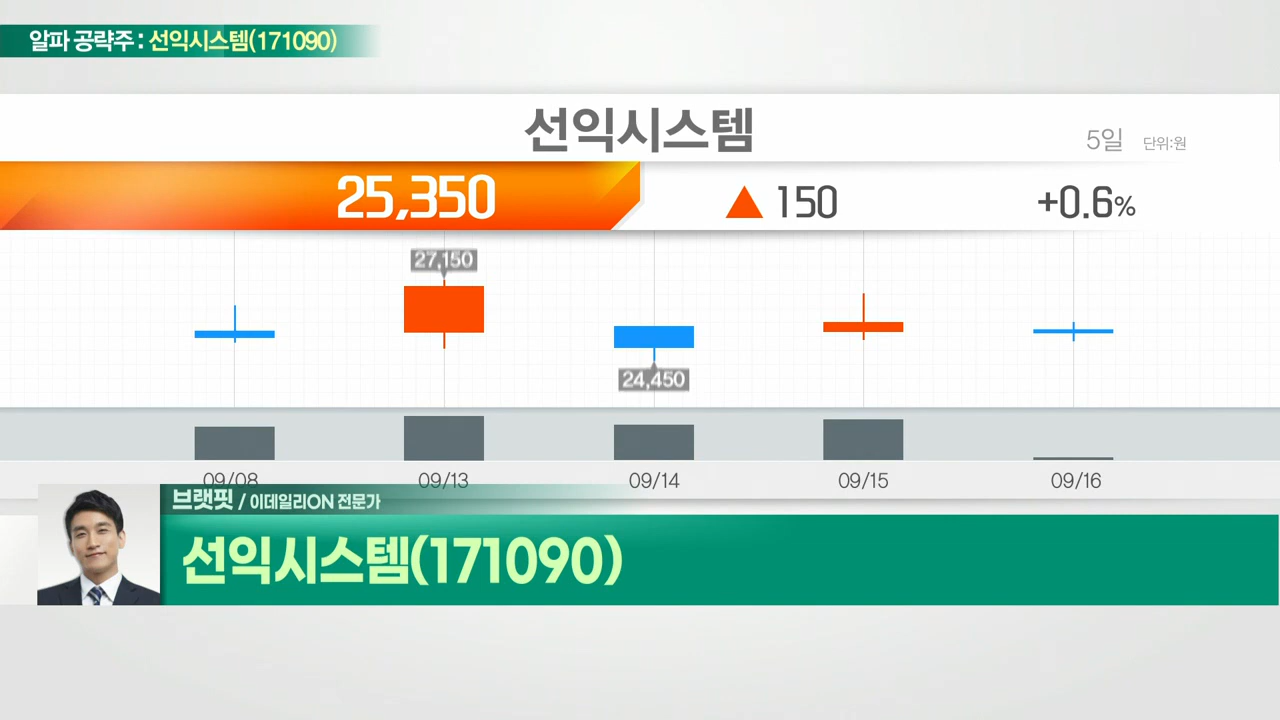 알파 공략주 : 선익시스템(171090)
선익시스템
5일 단위:원
25,350 ▲ 150 +0.6%
27,150
24,450
09/08 09/13 09/14 09/15 09/16
브랫핏 / 이데일리ON 전문가
선익시스템(171090)